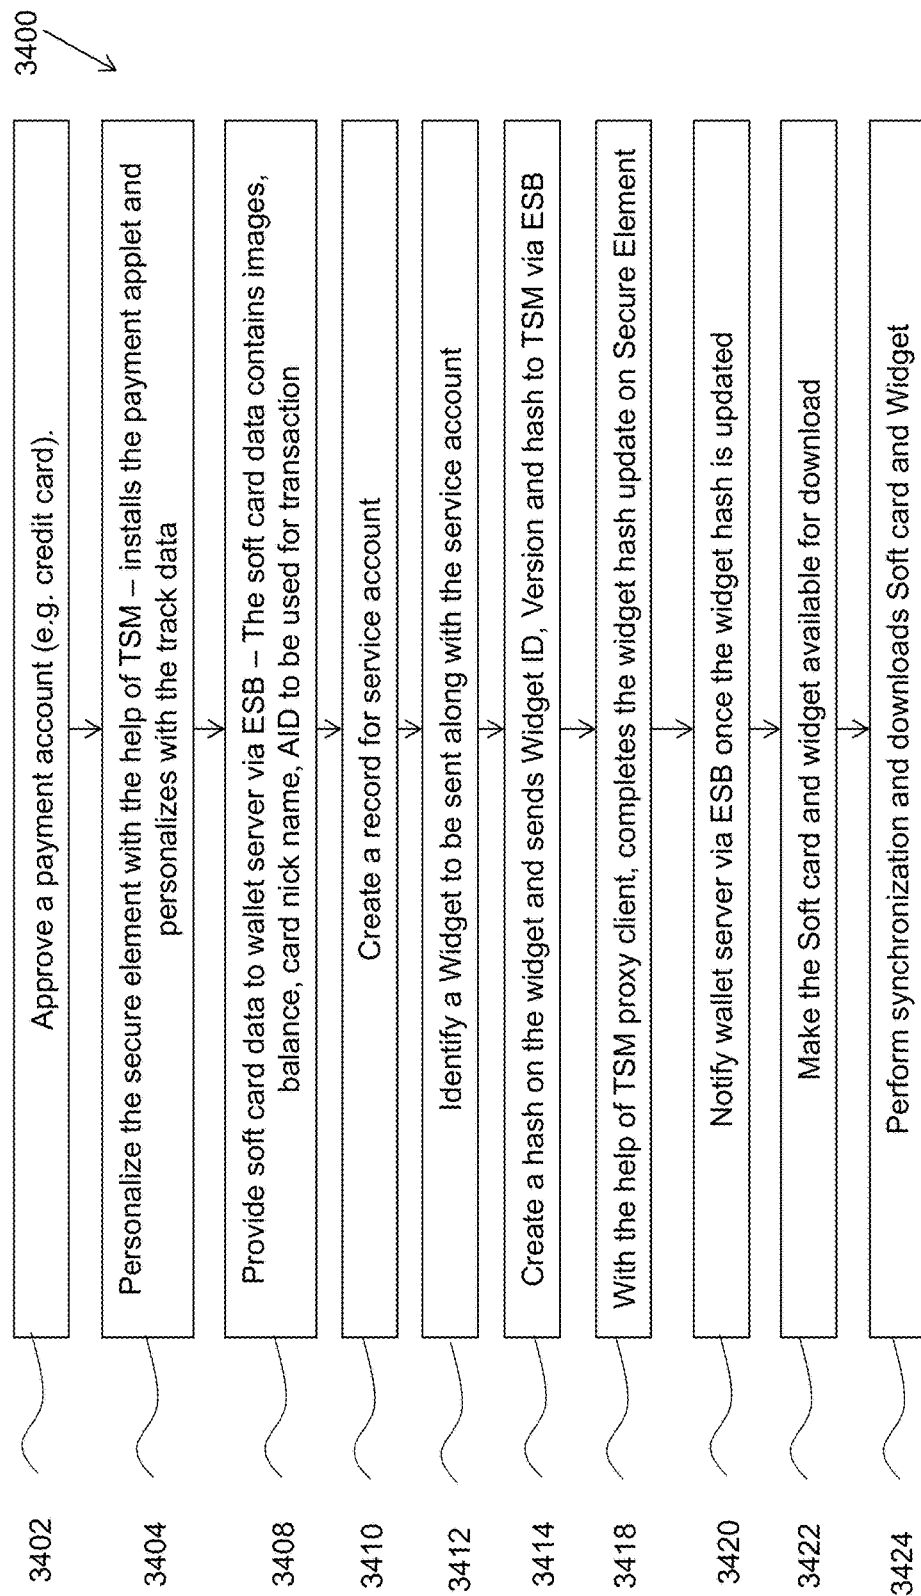 3400
3402
Approve a payment account (e.g. credit card).
3404
Personalize the secure element with the help of TSM – installs the payment applet and
personalizes with the track data
3408
Provide soft card data to wallet server via ESB – The soft card data contains images,
balance, card nick name, AID to be used for transaction
3410
Create a record for service account
3412
Identify a Widget to be sent along with the service account
3414
Create a hash on the widget and sends Widget ID, Version and hash to TSM via ESB
3418
With the help of TSM proxy client, completes the widget hash update on Secure Element
3420
Notify wallet server via ESB once the widget hash is updated
3422
Make the Soft card and widget available for download
3424
Perform synchronization and downloads Soft card and Widget